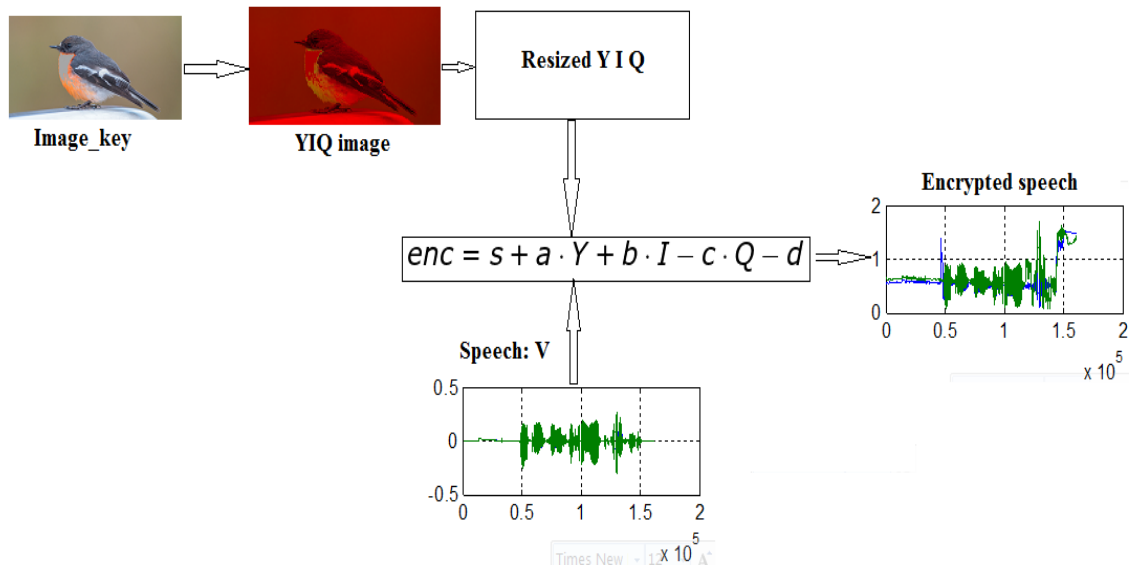 Resized Y I Q
Image_key
YIQ image
Encrypted speech
2
1
0
0
0.5
1
1.5
2
x 10^5
enc = s + a · Y + b · I – c · Q – d
Speech: V
0.5
0
-0.5
0
0.5
1
1.5
2
x 10^5
Times New
12
A